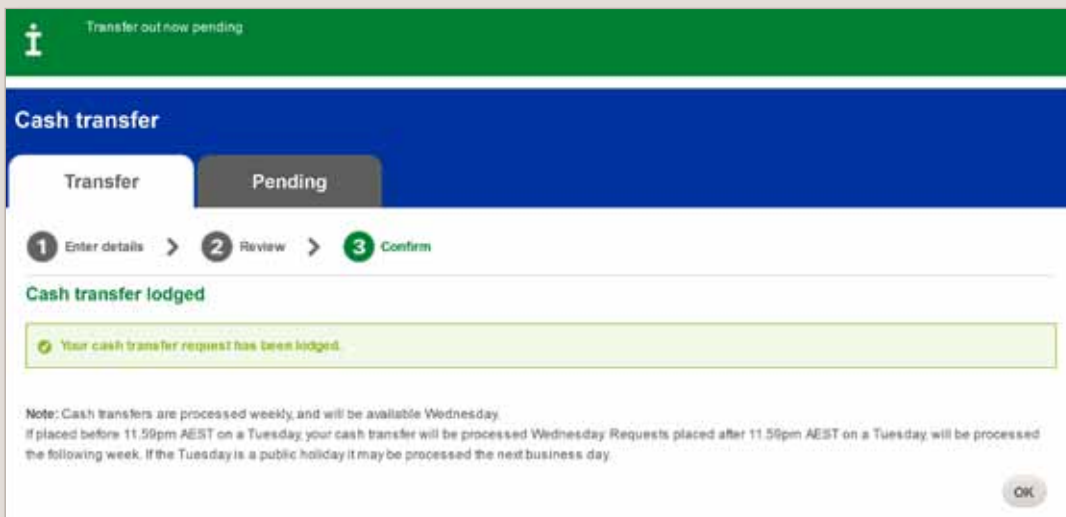 i
Transfer out now pending
Cash transfer
Transfer Pending
1 Enter details > 2 Review > 3 Confirm
Cash transfer lodged
Your cash transfer request has been lodged.
Note: Cash transfers are processed weekly, and will be available Wednesday.
If placed before 11.59pm AEST on a Tuesday, your cash transfer will be processed Wednesday. Requests placed after 11.59pm AEST on a Tuesday, will be processed
the following week. If the Tuesday is a public holiday it may be processed the next business day.
OK